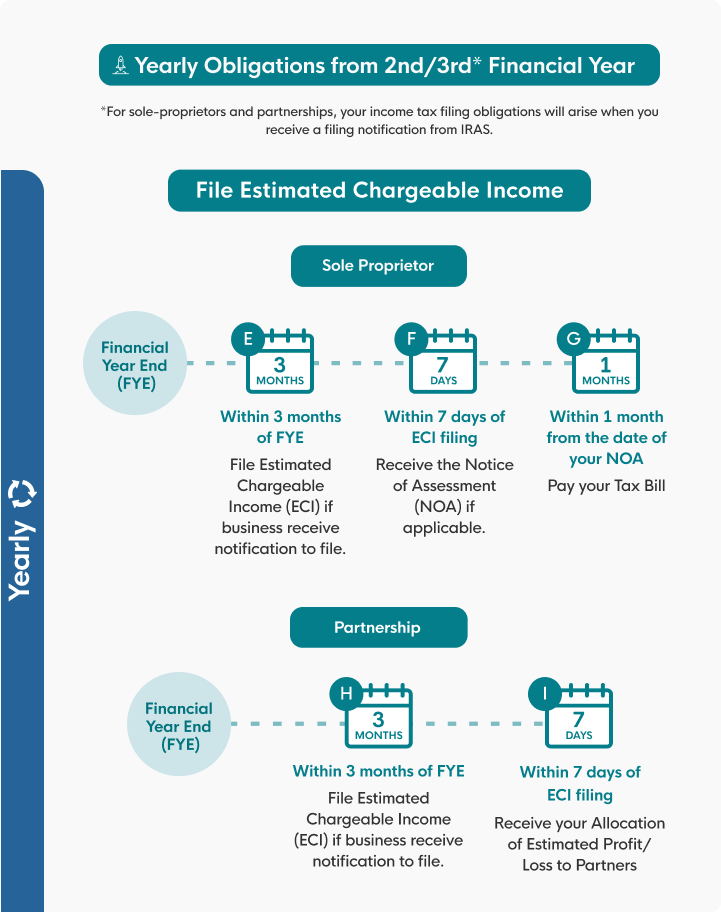 Yearly Obligations from 2nd/3rd* Financial Year
*For sole-proprietors and partnerships, your income tax filing obligations will arise when you
receive a filing notification from IRAS.
File Estimated Chargeable Income
Sole Proprietor
Financial
Year End
(FYE)
E
3
MONTHS
Within 3 months
of FYE
File Estimated
Chargeable
Income (ECI) if
business receive
notification to file.
F
7
DAYS
Within 7 days of
ECI filing
Receive the Notice
of Assessment
(NOA) if
applicable.
G
1
MONTHS
Within 1 month
from the date of
your NOA
Pay your Tax Bill
Yearly
Partnership
Financial
Year End
(FYE)
H
3
MONTHS
Within 3 months of FYE
File Estimated
Chargeable Income
(ECI) if business receive
notification to file.
I
7
DAYS
Within 7 days of
ECI filing
Receive your Allocation
of Estimated Profit/
Loss to Partners